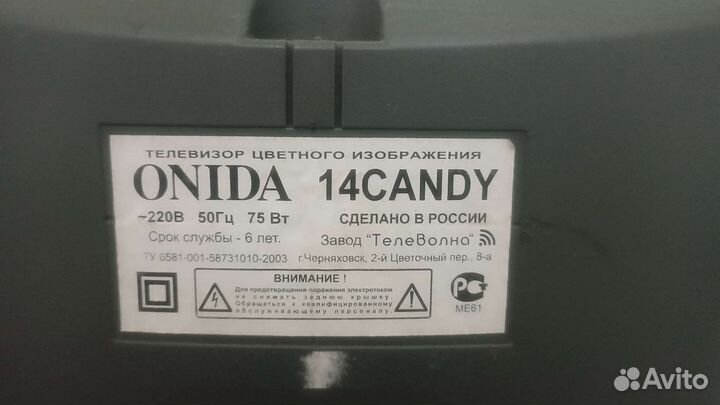 ТЕЛЕВИЗОР ЦВЕТНОГО ИЗОБРАЖЕНИЯ
ONIDA 14CANDY
~220В 50Гц 75 Вт СДЕЛАНО В РОССИИ
Срок службы - 6 лет. Завод "ТелеВолна"
ТУ 6581-001-58731010-2003 г.Черняховск, 2-й Цветочный пер., 8-а
ВНИМАНИЕ !
Для предотвращения поражения электротоком
не снимать заднюю крышку.
Обращаться к квалифицированному
обслуживающему персоналу.
РСТ
МЕ61
Avito